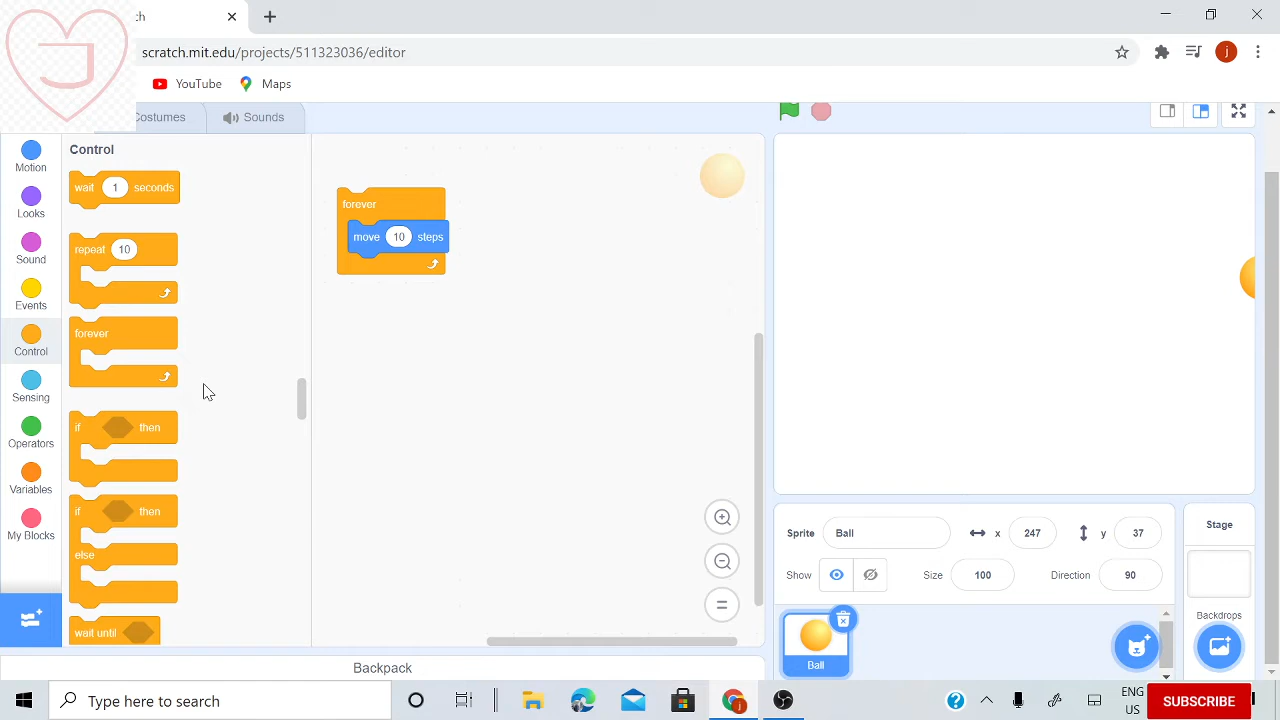 J
ch
scratch.mit.edu/projects/511323036/editor
j
YouTube
Maps
ostumes
Sounds
Motion
Looks
Sound
Events
Control
Sensing
Operators
Variables
My Blocks
Control
wait 1 seconds
repeat 10
forever
if then
if then
else
wait until
forever
move 10 steps
Sprite Ball x 247 y 37
Show Size 100 Direction 90
Ball
Stage
Backdrops
Backpack
Type here to search
ENG
US
SUBSCRIBE